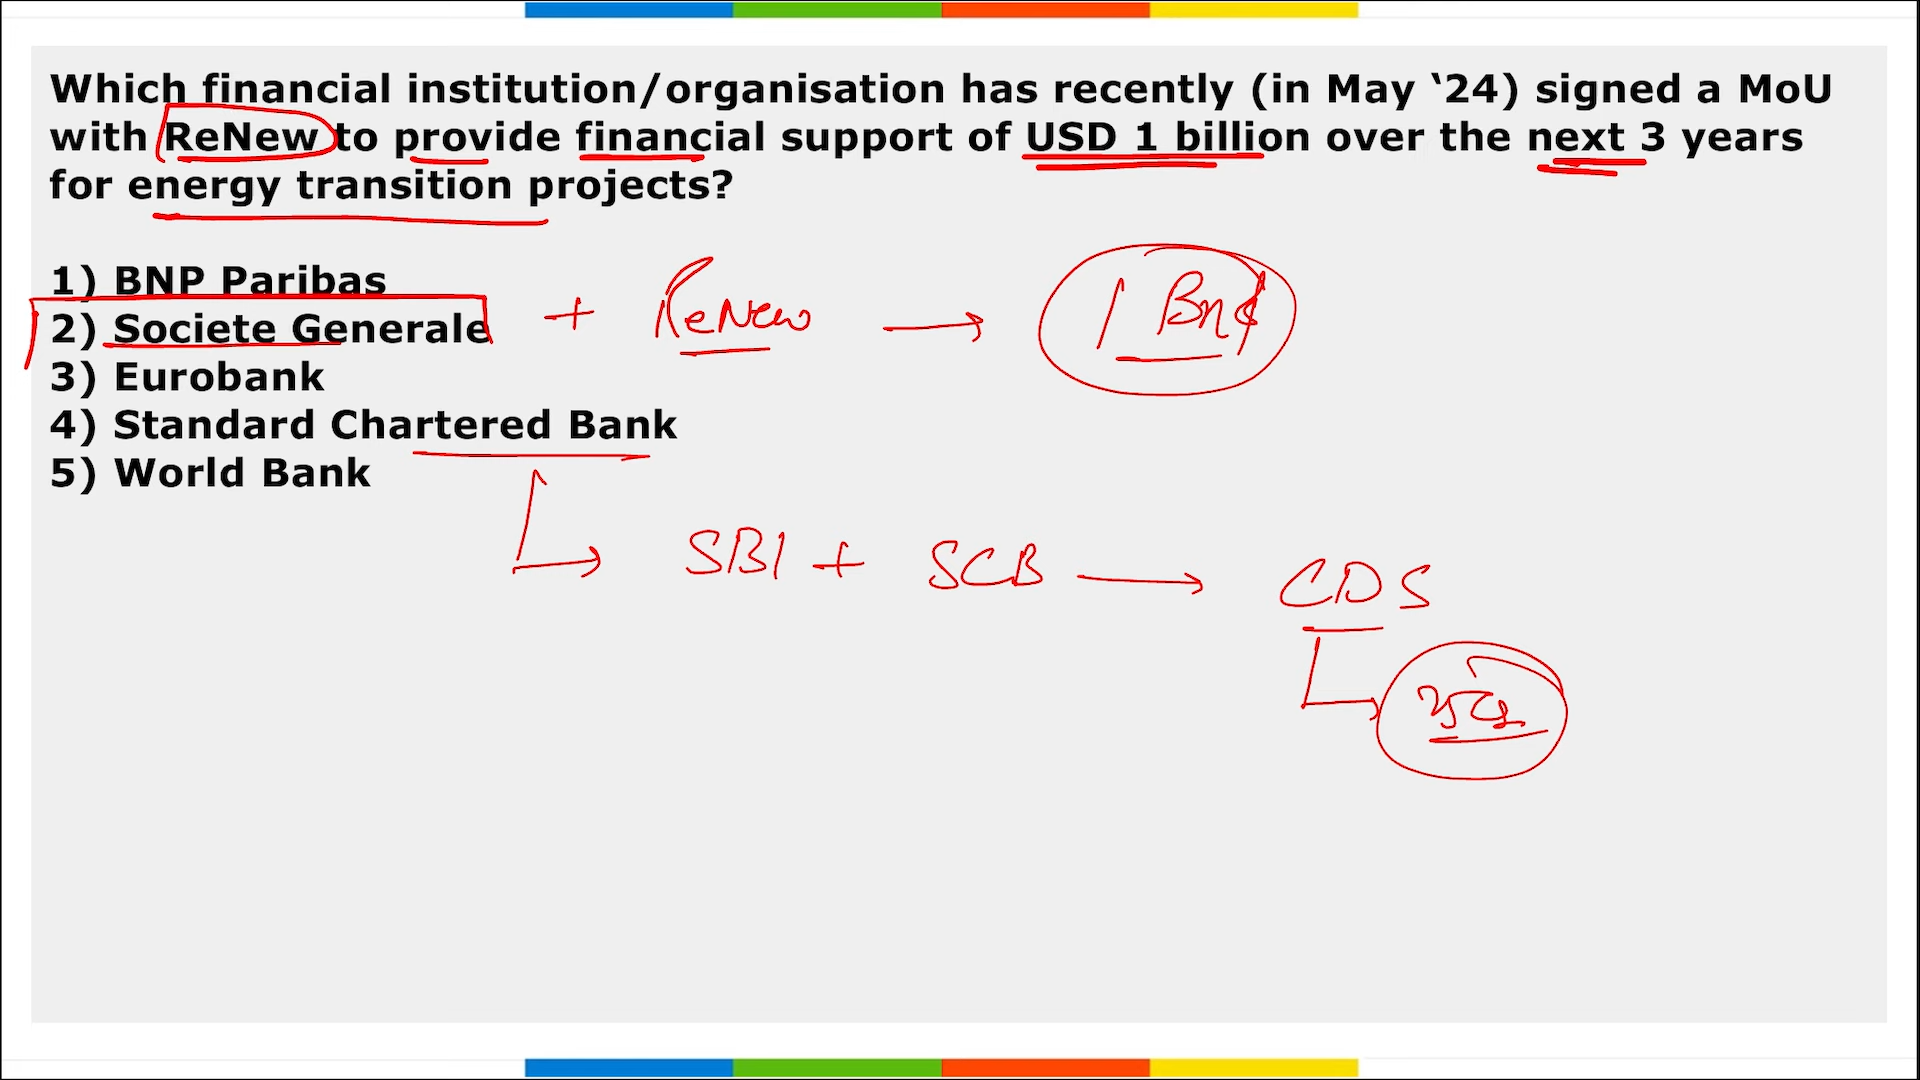 Which financial institution/organisation has recently (in May ‘24) signed a MoU
with ReNew to provide financial support of USD 1 billion over the next 3 years
for energy transition projects?
1) BNP Paribas
2) Societe Generale + ReNew → 1 Bn$
3) Eurobank
4) Standard Chartered Bank
5) World Bank
SBI + SCB → CDS